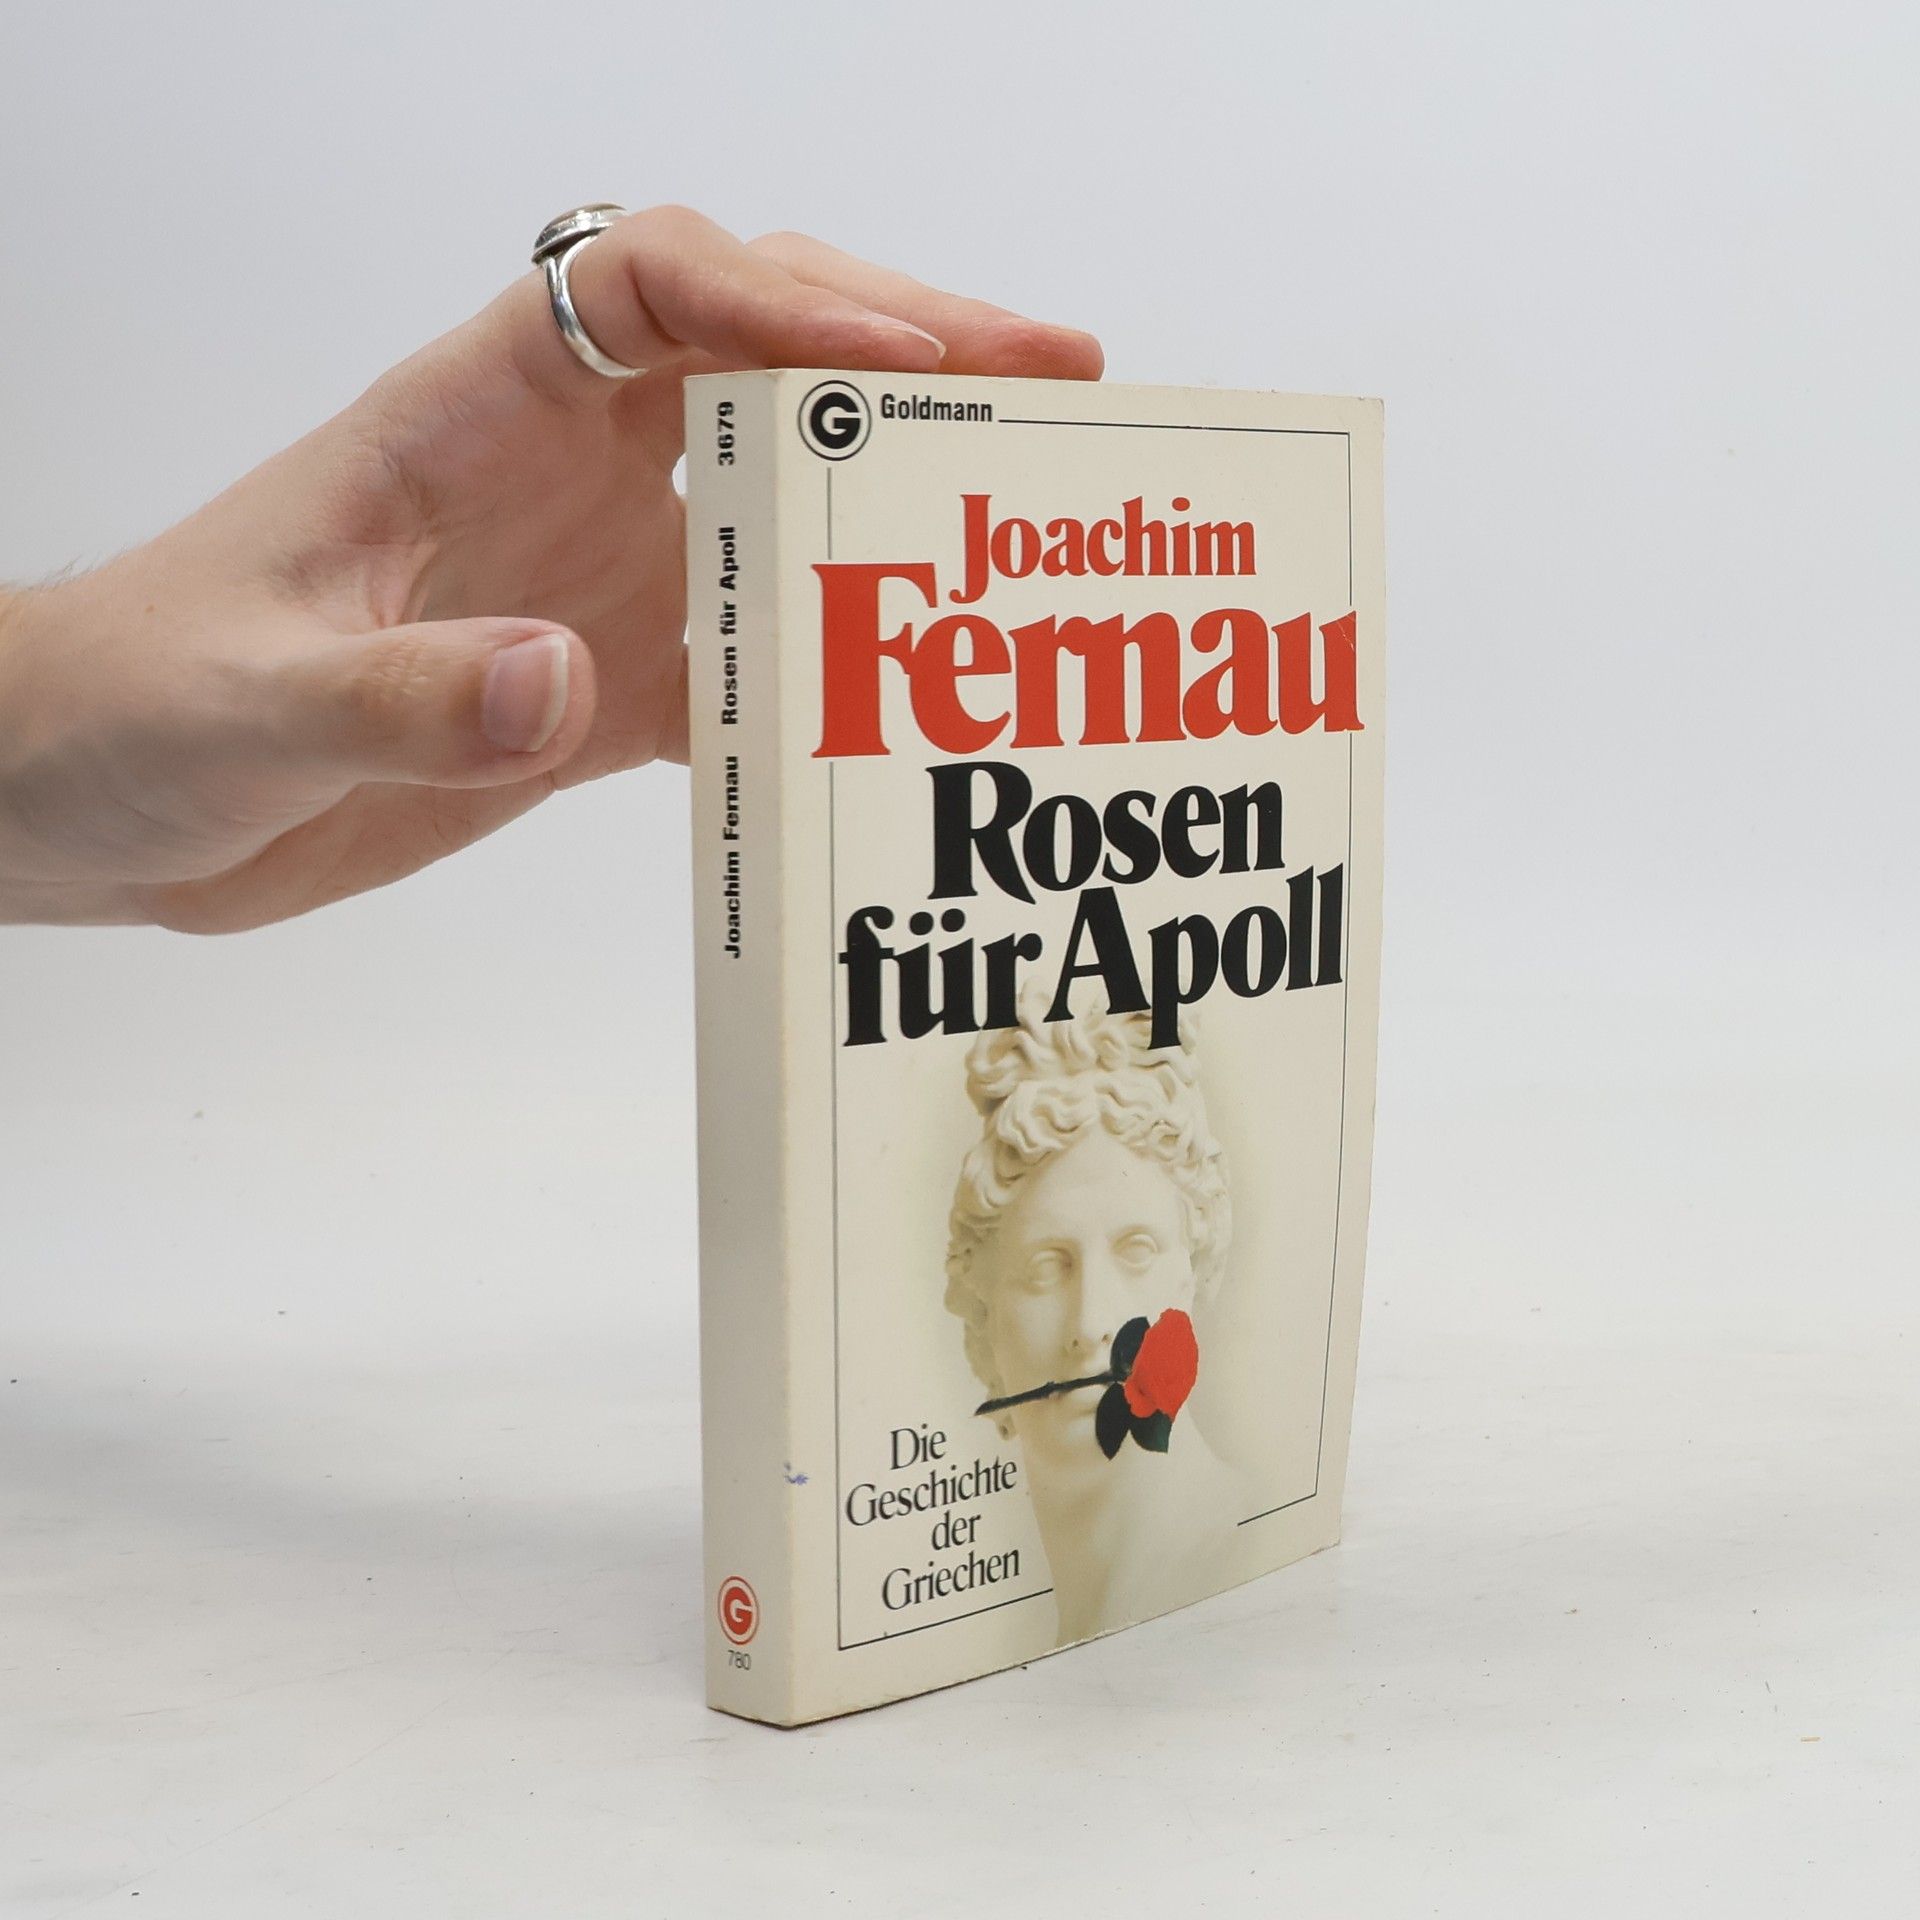 Joachim Fernau Rosen für Apoll 3679
G
780
G Goldmann
Joachim
Fernau
Rosen
für Apoll
Die
Geschichte
der
Griechen